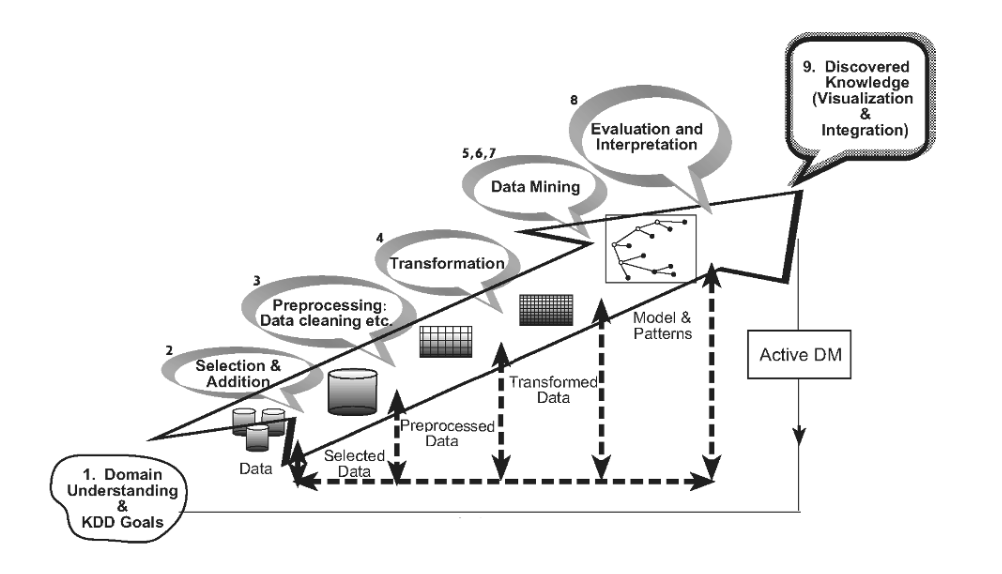 9. Discovered
Knowledge
(Visualization
&
Integration)
8
Evaluation and
Interpretation
5,6,7
Data Mining
4
Transformation
3
Preprocessing:
Data cleaning etc.
2
Selection &
Addition
Model &
Patterns
Active DM
Transformed
Data
Preprocessed
Data
Selected
Data
Data
1. Domain
Understanding
&
KDD Goals